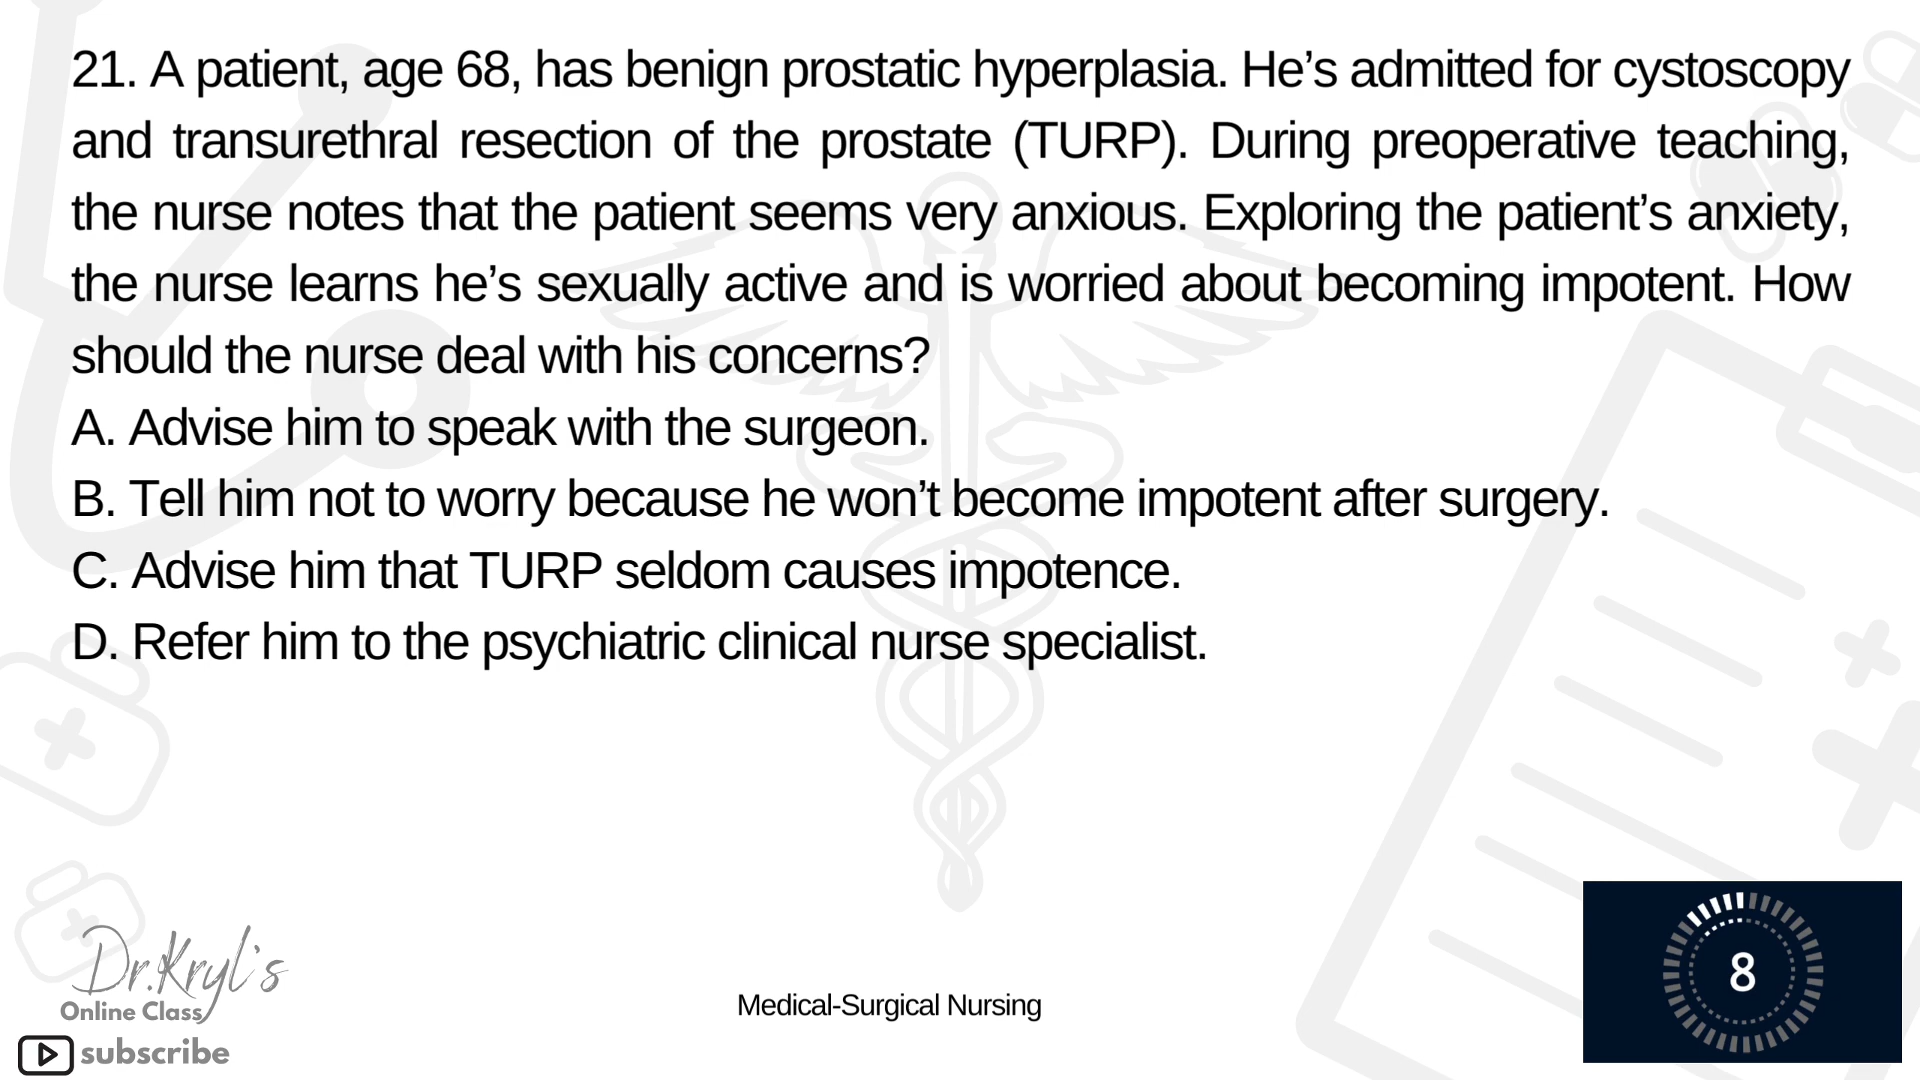 21. A patient, age 68, has benign prostatic hyperplasia. He’s admitted for cystoscopy
and transurethral resection of the prostate (TURP). During preoperative teaching,
the nurse notes that the patient seems very anxious. Exploring the patient’s anxiety,
the nurse learns he’s sexually active and is worried about becoming impotent. How
should the nurse deal with his concerns?
A. Advise him to speak with the surgeon.
B. Tell him not to worry because he won’t become impotent after surgery.
C. Advise him that TURP seldom causes impotence.
D. Refer him to the psychiatric clinical nurse specialist.
Dr.Kryl's
Online Class
subscribe
Medical-Surgical Nursing
8